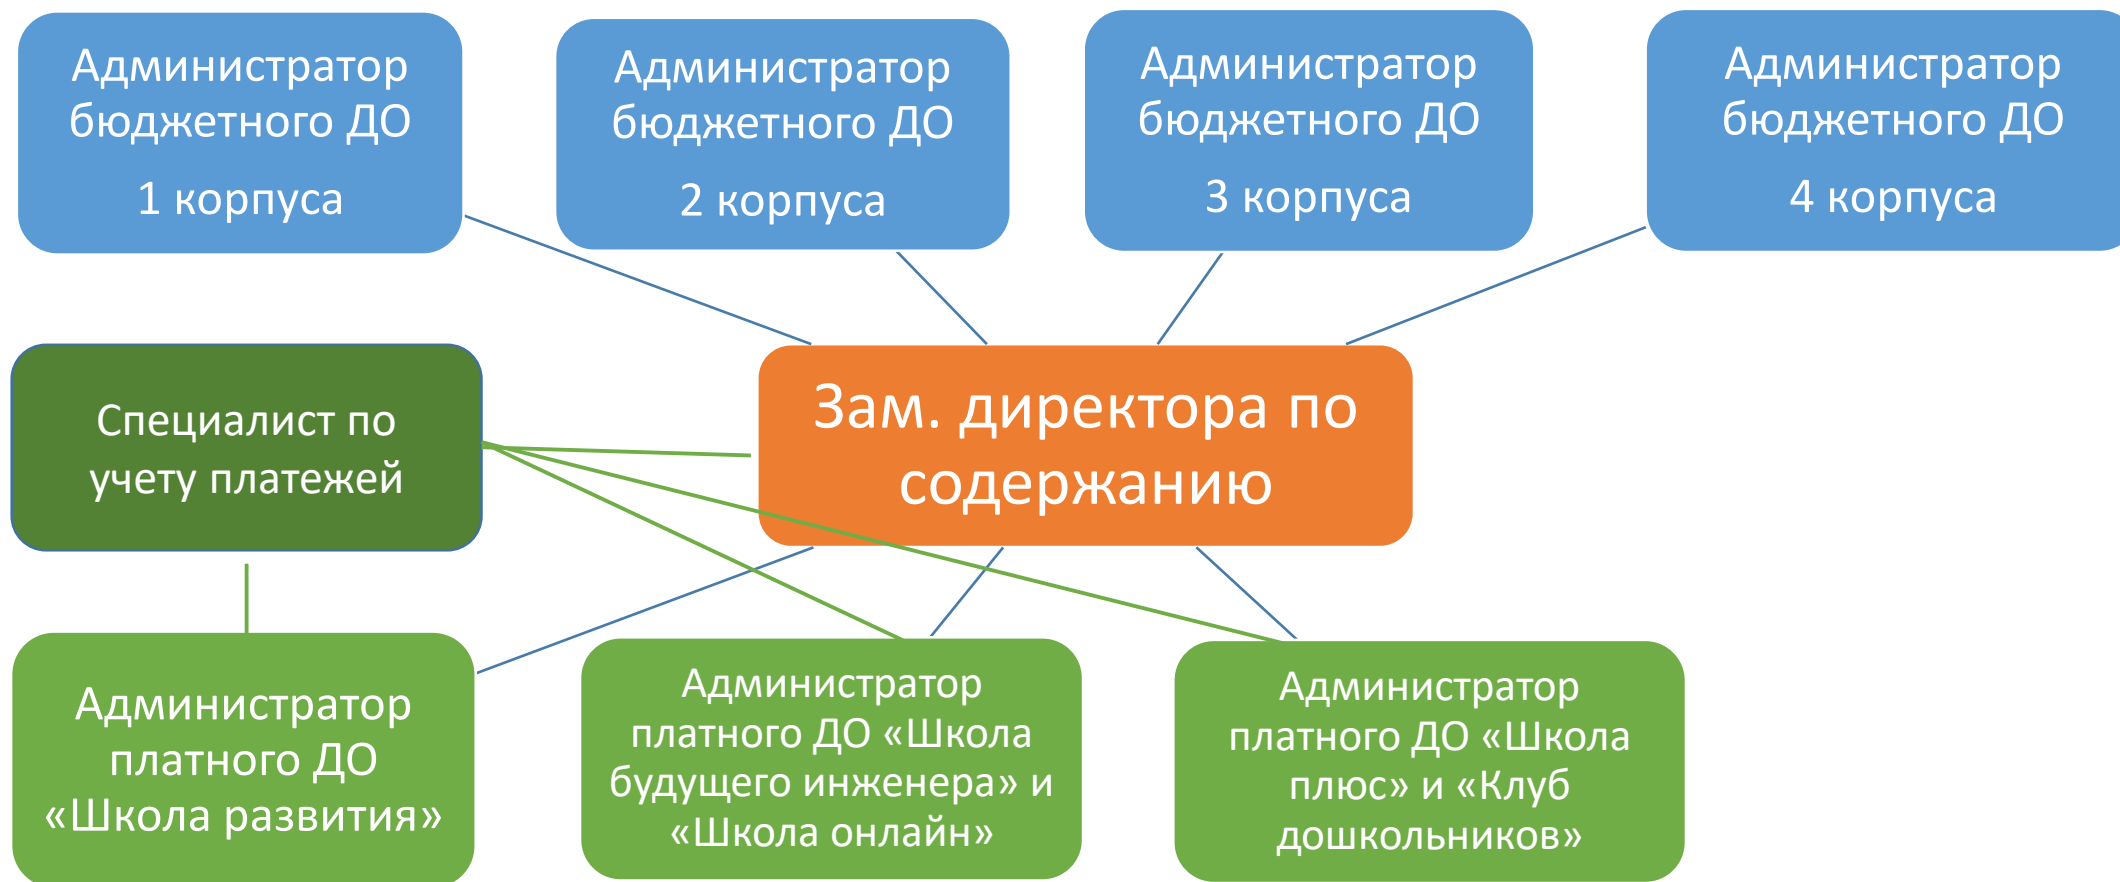 Администратор
бюджетного ДО
1 корпуса
Администратор
бюджетного ДО
2 корпуса
Администратор
бюджетного ДО
3 корпуса
Администратор
бюджетного ДО
4 корпуса
Специалист по
учету платежей
Зам. директора по
содержанию
Администратор
платного ДО
«Школа развития»
Администратор
платного ДО «Школа
будущего инженера» и
«Школа онлайн»
Администратор
платного ДО «Школа
плюс» и «Клуб
дошкольников»